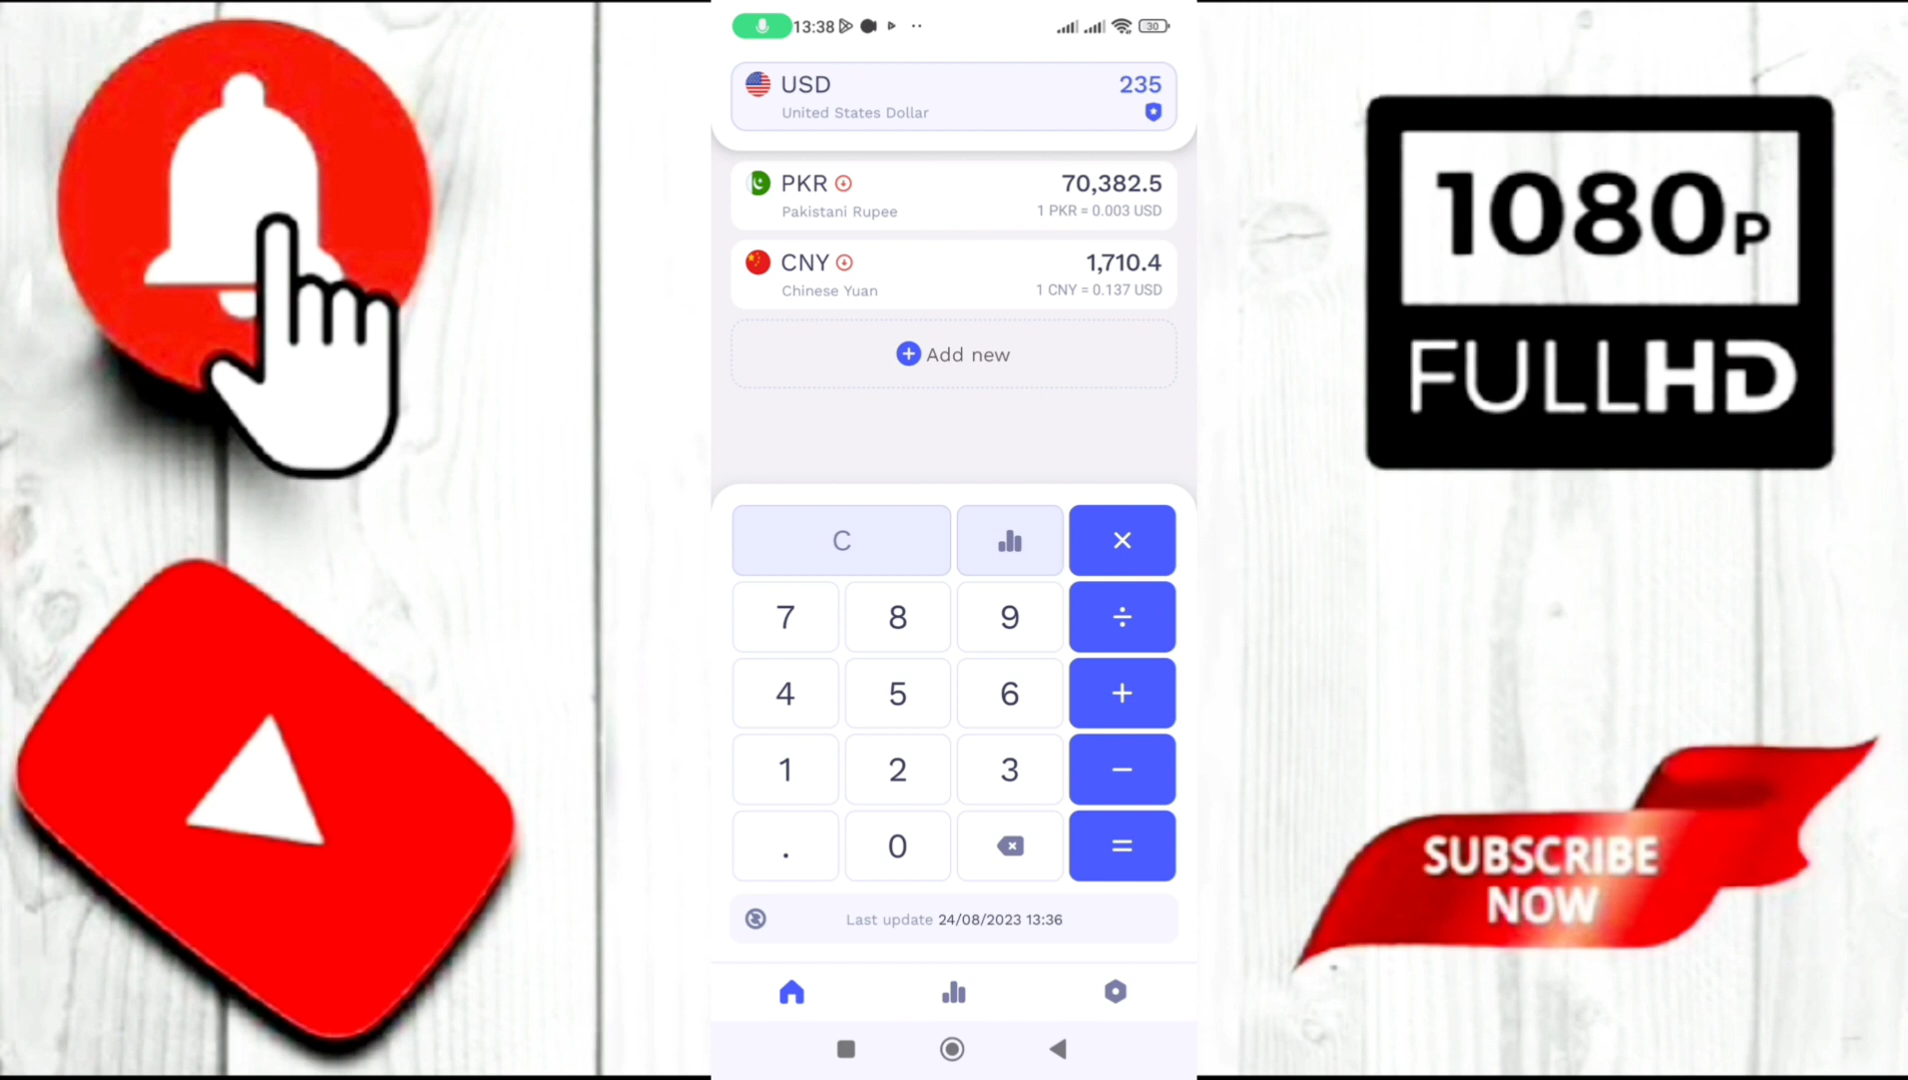 13:38
30
USD
235
United States Dollar
PKR
70,382.5
Pakistani Rupee
1 PKR = 0.003 USD
CNY
1,710.4
Chinese Yuan
1 CNY = 0.137 USD
Add new
C
×
7
8
9
÷
4
5
6
+
1
2
3
−
.
0
=
Last update 24/08/2023 13:36
1080P
FULLHD
SUBSCRIBE
NOW